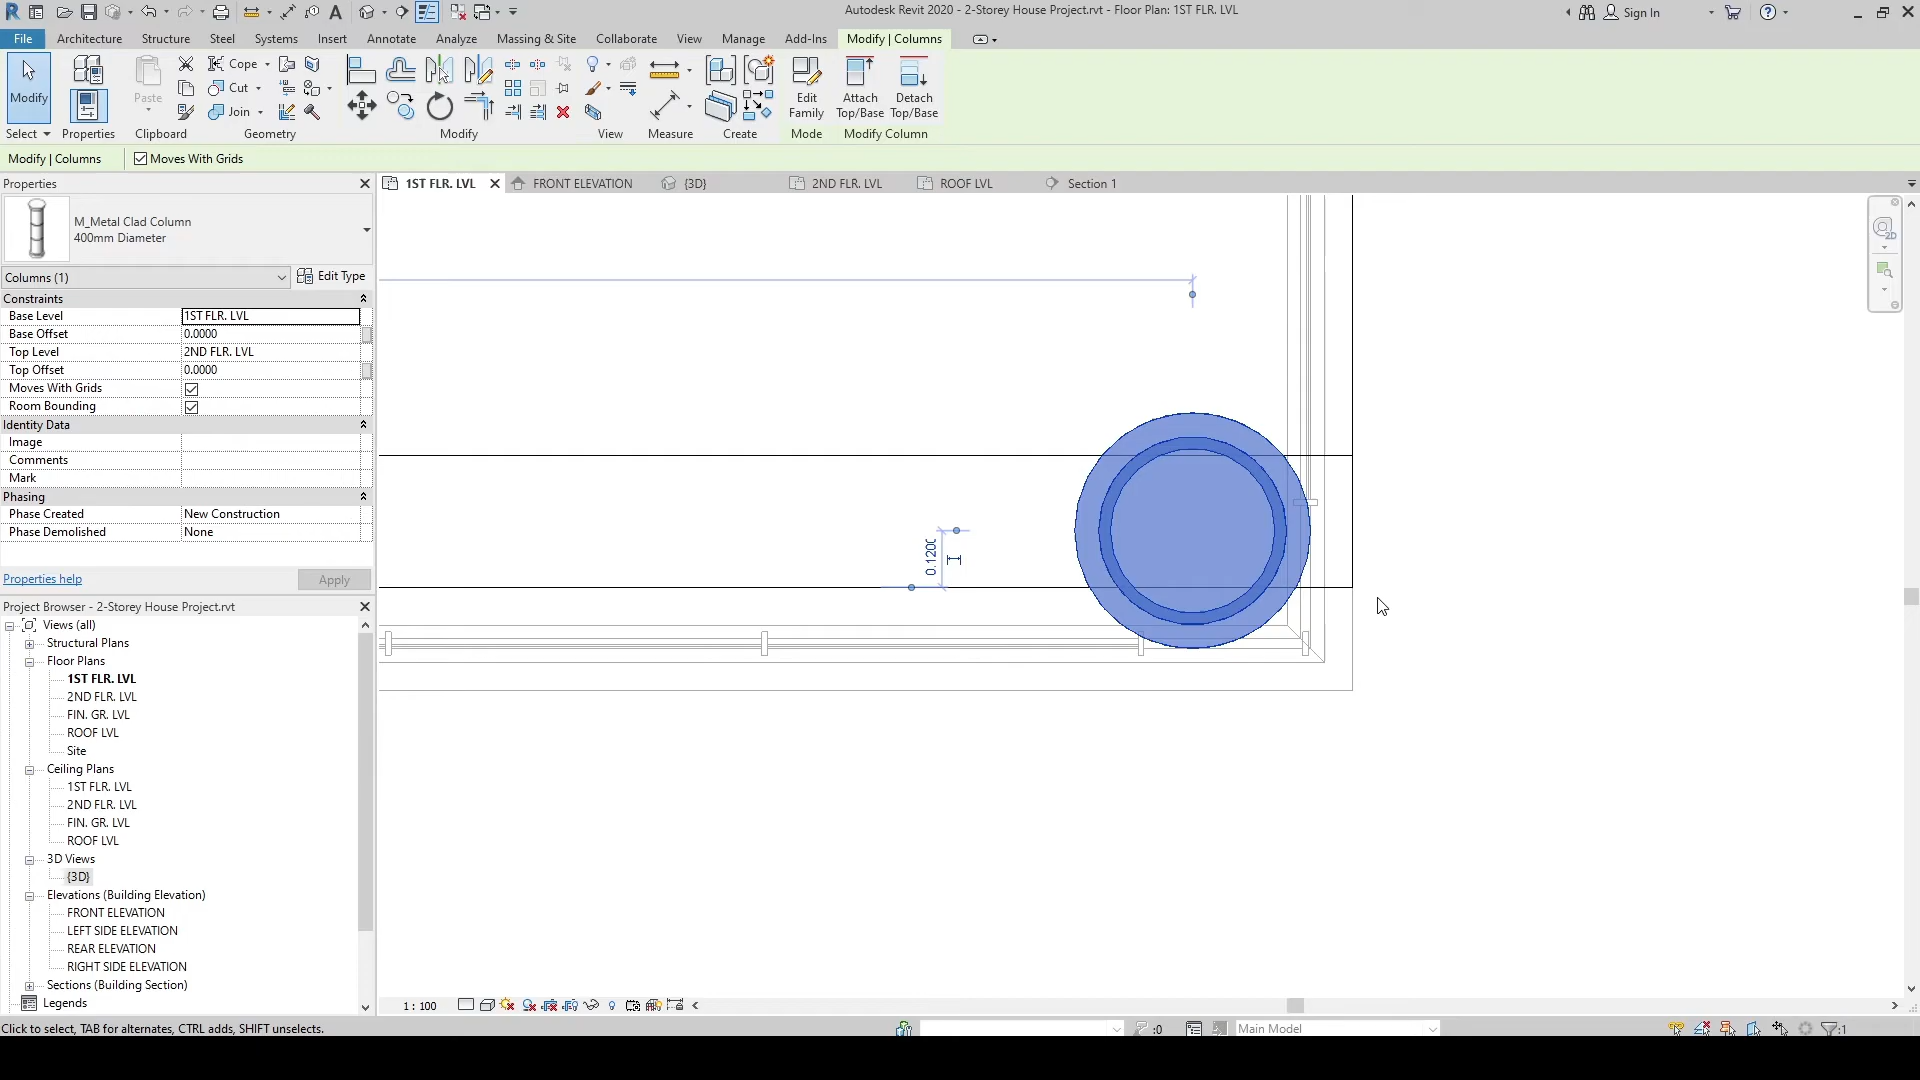 Autodesk Revit 2020 - 2-Storey House Project.rvt - Floor Plan: 1ST FLR. LVL
Sign In
File
Architecture
Structure
Steel
Systems
Insert
Annotate
Analyze
Massing & Site
Collaborate
View
Manage
Add-Ins
Modify | Columns
Modify
Paste
Cope
Cut
Join
Edit
Family
Attach
Top/Base
Detach
Top/Base
Select
Properties
Clipboard
Geometry
Modify
View
Measure
Create
Mode
Modify Column
Modify | Columns
Moves With Grids
Properties
1ST FLR. LVL
FRONT ELEVATION
{3D}
2ND FLR. LVL
ROOF LVL
Section 1
M_Metal Clad Column
400mm Diameter
Columns (1)
Edit Type
Constraints
Base Level 1ST FLR. LVL
Base Offset 0.0000
Top Level 2ND FLR. LVL
Top Offset 0.0000
Moves With Grids
Room Bounding
Identity Data
Image
Comments
Mark
Phasing
Phase Created New Construction
Phase Demolished None
Properties help
Apply
0.1200
2D
Project Browser - 2-Storey House Project.rvt
Views (all)
Structural Plans
Floor Plans
1ST FLR. LVL
2ND FLR. LVL
FIN. GR. LVL
ROOF LVL
Site
Ceiling Plans
1ST FLR. LVL
2ND FLR. LVL
FIN. GR. LVL
ROOF LVL
3D Views
{3D}
Elevations (Building Elevation)
FRONT ELEVATION
LEFT SIDE ELEVATION
REAR ELEVATION
RIGHT SIDE ELEVATION
Sections (Building Section)
Legends
1 : 100
Click to select, TAB for alternates, CTRL adds, SHIFT unselects.
:0
Main Model
:1